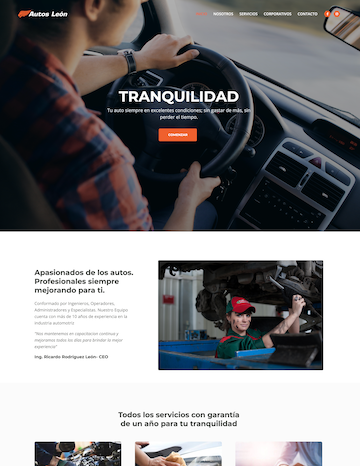 Autos León
INICIO NOSOTROS SERVICIOS CORPORATIVOS CONTACTO
TRANQUILIDAD
Tu auto siempre en excelentes condiciones; sin gastar de más, sin
perder el tiempo.
COMENZAR
Apasionados de los autos.
Profesionales siempre
mejorando para ti.
Conformado por Ingenieros, Operadores,
Administradores y Especialistas. Nuestro Equipo
cuenta con más de 10 años de experiencia en la
industria automotriz
"Nos mantenemos en capacitación continua y
mejoramos todos los días para brindar la mejor
experiencia"
Ing. Ricardo Rodríguez León- CEO
Todos los servicios con garantía
de un año para tu tranquilidad